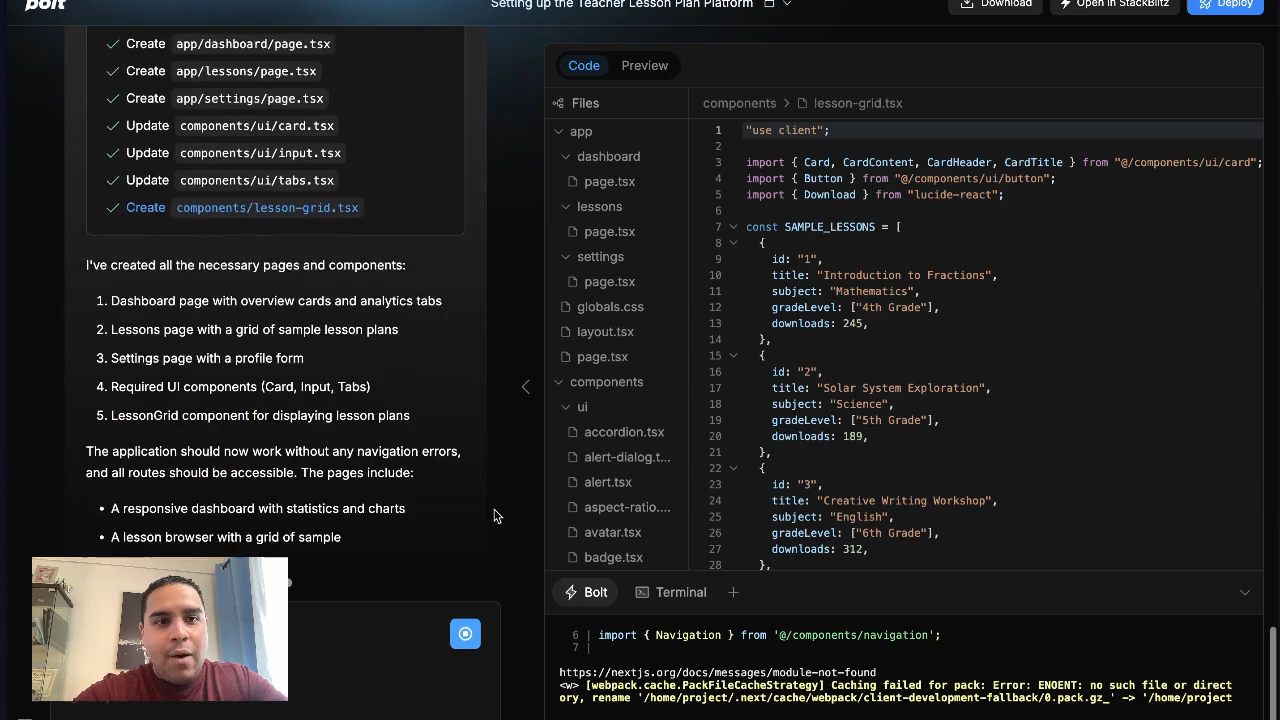 bolt
Setting up the Teacher Lesson Plan Platform
Download
Open in StackBlitz
Deploy
Create app/dashboard/page.tsx
Create app/lessons/page.tsx
Create app/settings/page.tsx
Update components/ui/card.tsx
Update components/ui/input.tsx
Update components/ui/tabs.tsx
Create components/lesson-grid.tsx
I've created all the necessary pages and components:
1. Dashboard page with overview cards and analytics tabs
2. Lessons page with a grid of sample lesson plans
3. Settings page with a profile form
4. Required UI components (Card, Input, Tabs)
5. LessonGrid component for displaying lesson plans
The application should now work without any navigation errors,
and all routes should be accessible. The pages include:
• A responsive dashboard with statistics and charts
• A lesson browser with a grid of sample
Code Preview
Files
app
dashboard
page.tsx
lessons
page.tsx
settings
page.tsx
globals.css
layout.tsx
page.tsx
components
ui
accordion.tsx
alert-dialog.t...
alert.tsx
aspect-ratio....
avatar.tsx
badge.tsx
components > lesson-grid.tsx
1 "use client";
2
3 import { Card, CardContent, CardHeader, CardTitle } from "@/components/ui/card";
4 import { Button } from "@/components/ui/button";
5 import { Download } from "lucide-react";
6
7 const SAMPLE_LESSONS = [
8 {
9 id: "1",
10 title: "Introduction to Fractions",
11 subject: "Mathematics",
12 gradeLevel: ["4th Grade"],
13 downloads: 245,
14 },
15 {
16 id: "2",
17 title: "Solar System Exploration",
18 subject: "Science",
19 gradeLevel: ["5th Grade"],
20 downloads: 189,
21 },
22 {
23 id: "3",
24 title: "Creative Writing Workshop",
25 subject: "English",
26 gradeLevel: ["6th Grade"],
27 downloads: 312,
28 },
Bolt Terminal
6 | import { Navigation } from '@/components/navigation';
7 |
https://nextjs.org/docs/messages/module-not-found
<w> [webpack.cache.PackFileCacheStrategy] Caching failed for pack: Error: ENOENT: no such file or direct
ory, rename '/home/project/.next/cache/webpack/client-development-fallback/0.pack.gz_' -> '/home/project